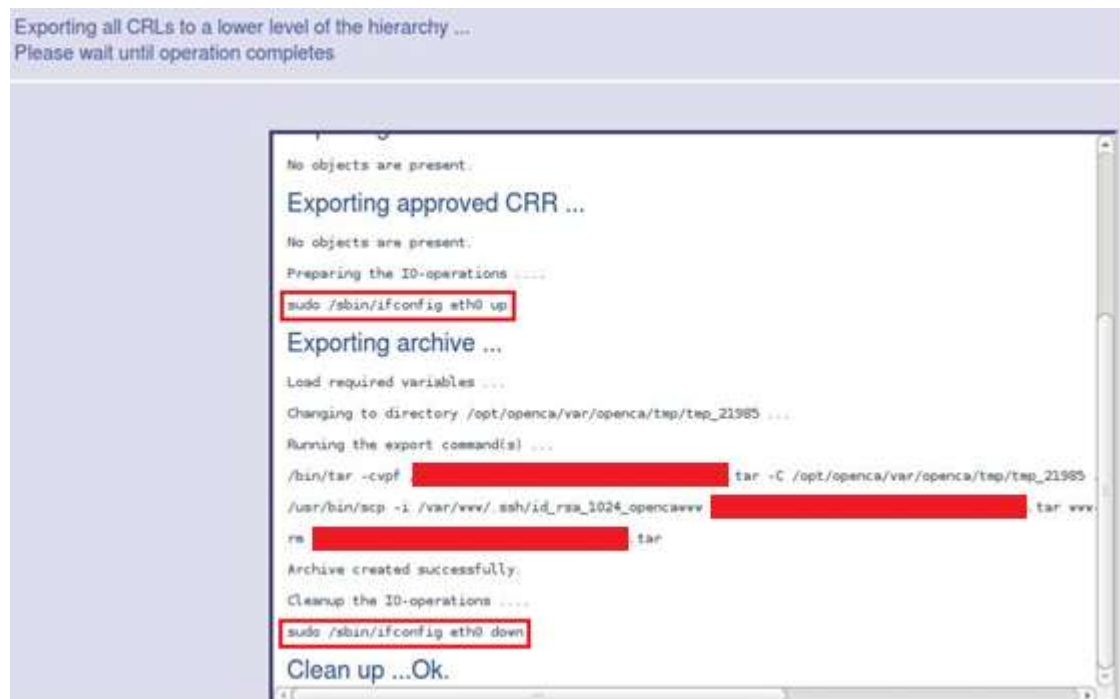 Exporting all CRLs to a lower level of the hierarchy ...
Please wait until operation completes
No objects are present.
Exporting approved CRR ...
No objects are present.
Preparing the IO-operations ....
sudo /sbin/ifconfig eth0 up
Exporting archive ...
Load required variables ...
Changing to directory /opt/openca/var/openca/tmp/tmp_21985 ...
Running the export command(s) ...
/bin/tar -cvpf tar -C /opt/openca/var/openca/tmp/tmp_21985
/usr/bin/scp -i /var/www/.ssh/id_rsa_1024_opencawww .tar www
rm .tar
Archive created successfully.
Cleanup the IO-operations ....
sudo /sbin/ifconfig eth0 down
Clean up ...Ok.